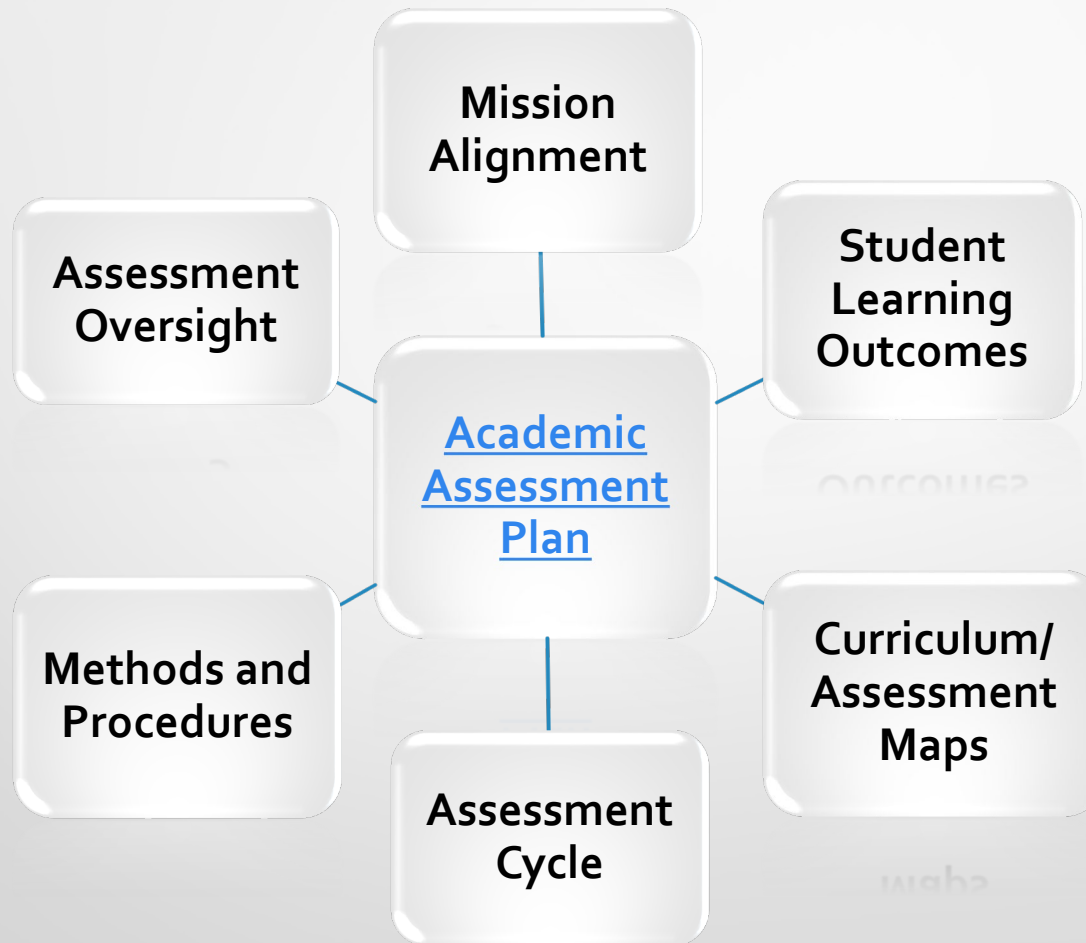 Mission
Alignment
Student
Learning
Outcomes
Curriculum/
Assessment
Maps
Assessment
Cycle
Methods and
Procedures
Assessment
Oversight
Academic
Assessment
Plan